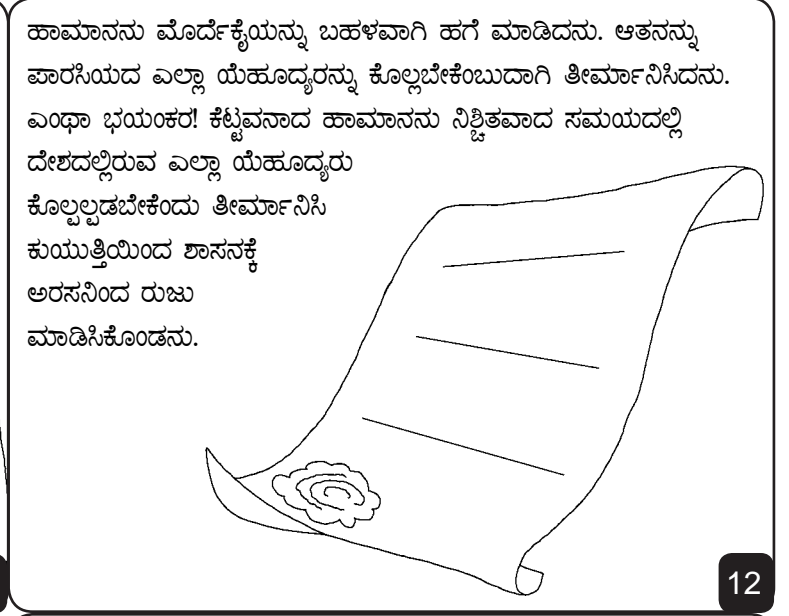 ಹಾಮಾನನು ಮೊರ್ದೆಕೈಯನ್ನು ಬಹಳವಾಗಿ ಹಗೆ ಮಾಡಿದನು. ಆತನನ್ನು
ಪಾರಸಿಯದ ಎಲ್ಲಾ ಯೆಹೂದ್ಯರನ್ನು ಕೊಲ್ಲಬೇಕೆಂಬುದಾಗಿ ತೀರ್ಮಾನಿಸಿದನು.
ಎಂಥಾ ಭಯಂಕರ! ಕೆಟ್ಟವನಾದ ಹಾಮಾನನು ನಿಶ್ಚಿತವಾದ ಸಮಯದಲ್ಲಿ
ದೇಶದಲ್ಲಿರುವ ಎಲ್ಲಾ ಯೆಹೂದ್ಯರು
ಕೊಲ್ಪಲ್ಪಡಬೇಕೆಂದು ತೀರ್ಮಾನಿಸಿ
ಕುಯುತ್ತಿಯಿಂದ ಶಾಸನಕ್ಕೆ
ಅರಸನಿಂದ ರುಜು
ಮಾಡಿಸಿಕೊಂಡನು.
12